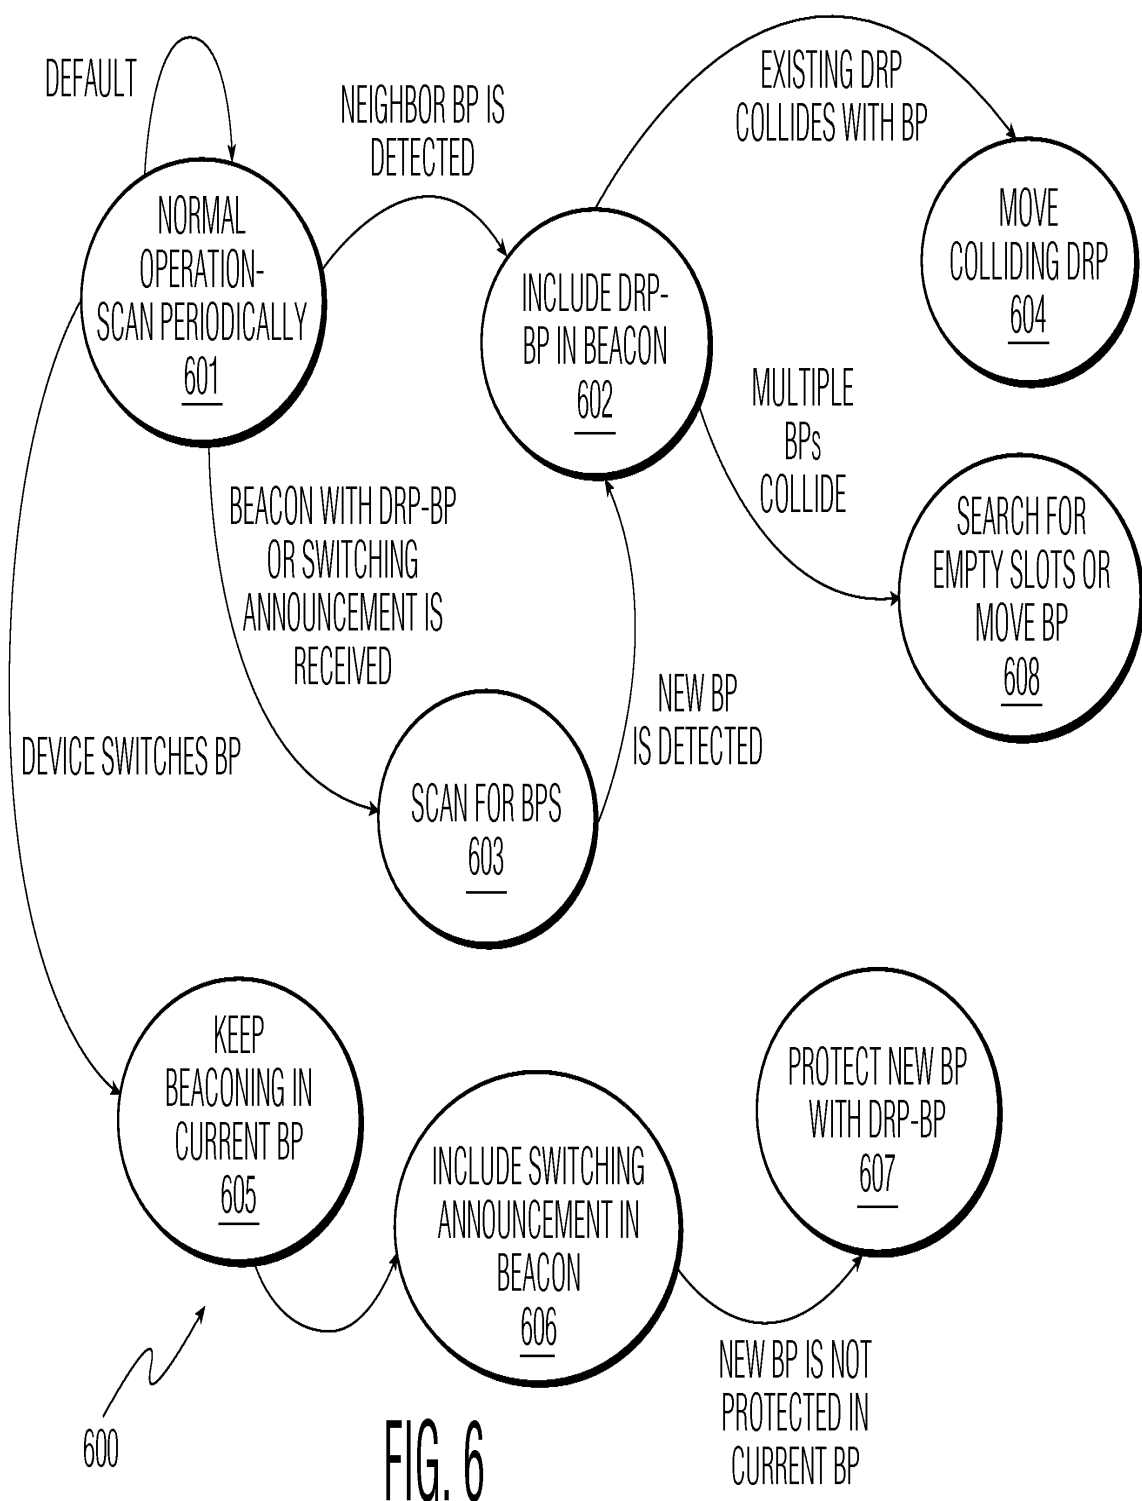 DEFAULT
NEIGHBOR BP IS
DETECTED
EXISTING DRP
COLLIDES WITH BP
NORMAL
OPERATION-
SCAN PERIODICALLY
601
INCLUDE DRP-
BP IN BEACON
602
MOVE
COLLIDING DRP
604
MULTIPLE
BPs
COLLIDE
BEACON WITH DRP-BP
OR SWITCHING
ANNOUNCEMENT IS
RECEIVED
SEARCH FOR
EMPTY SLOTS OR
MOVE BP
608
NEW BP
IS DETECTED
DEVICE SWITCHES BP
SCAN FOR BPS
603
KEEP
BEACONING IN
CURRENT BP
605
INCLUDE SWITCHING
ANNOUNCEMENT IN
BEACON
606
PROTECT NEW BP
WITH DRP-BP
607
NEW BP IS NOT
PROTECTED IN
CURRENT BP
600
FIG. 6